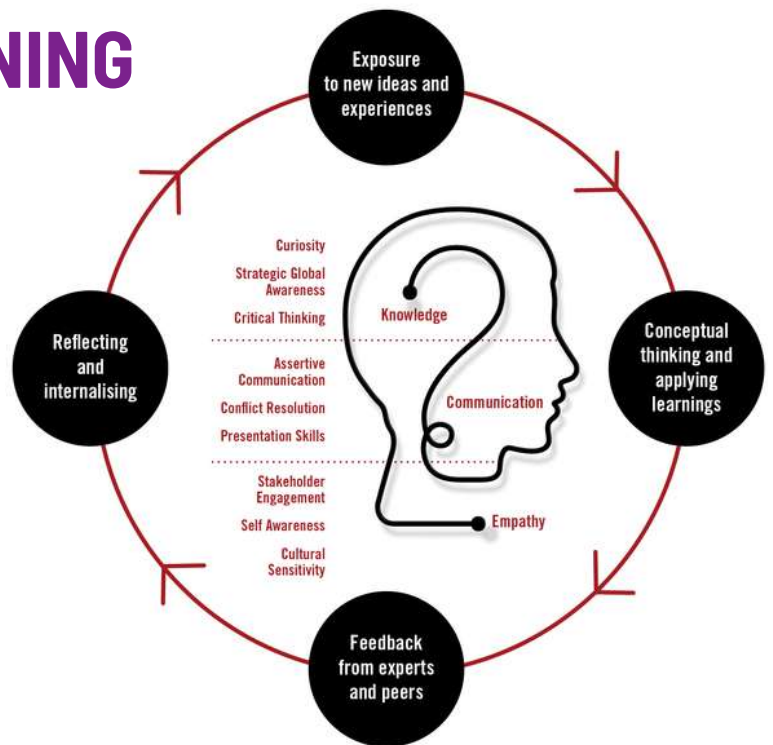 NING
Exposure
to new ideas and
experiences
Curiosity
Strategic Global
Awareness
Critical Thinking
Knowledge
Reflecting
and
internalising
Conceptual
thinking and
applying
learnings
Assertive
Communication
Conflict Resolution
Presentation Skills
Communication
Stakeholder
Engagement
Self Awareness
Cultural
Sensitivity
Empathy
Feedback
from experts
and peers